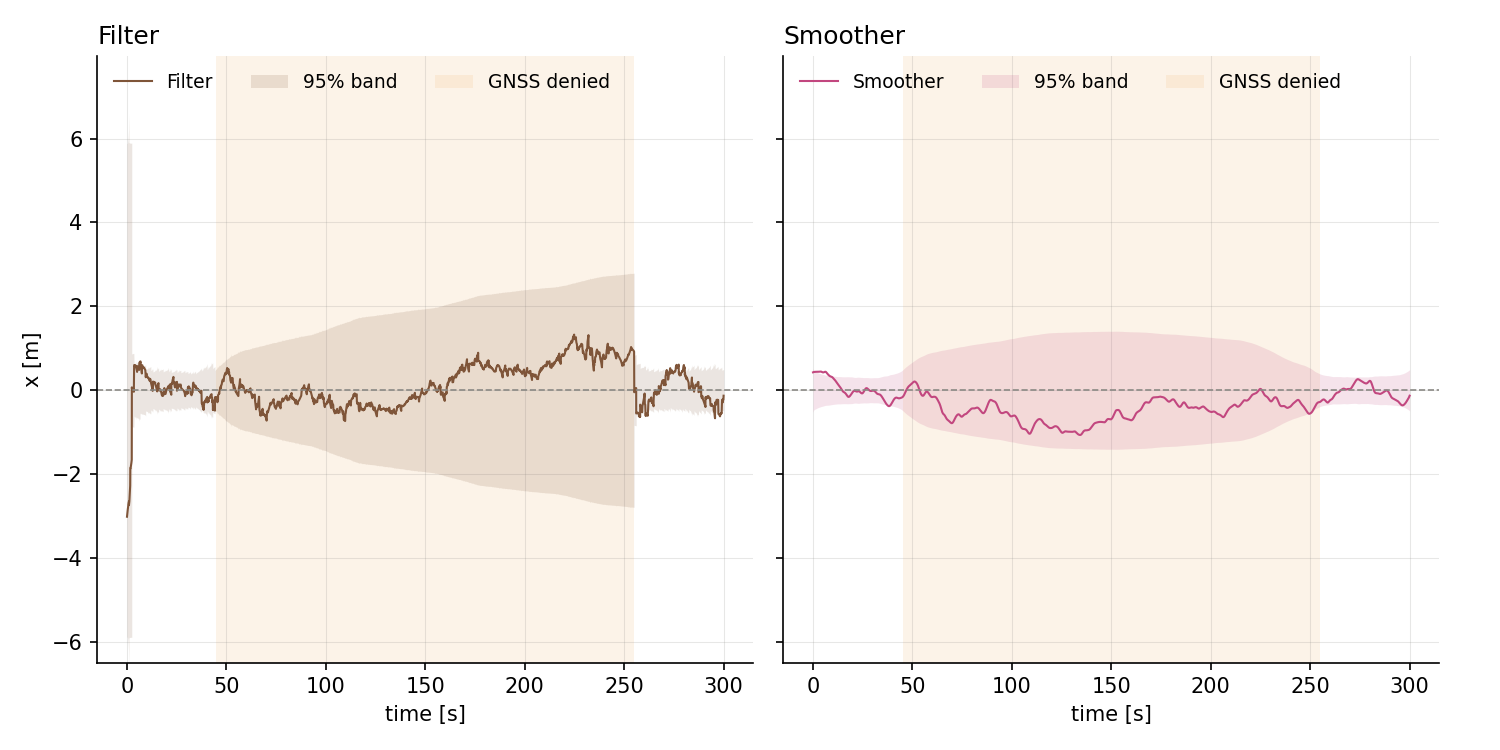 Filter
Filter 95% band GNSS denied
6
4
2
0
−2
−4
−6
x [m]
0 50 100 150 200 250 300
time [s]
Smoother
Smoother 95% band GNSS denied
0 50 100 150 200 250 300
time [s]